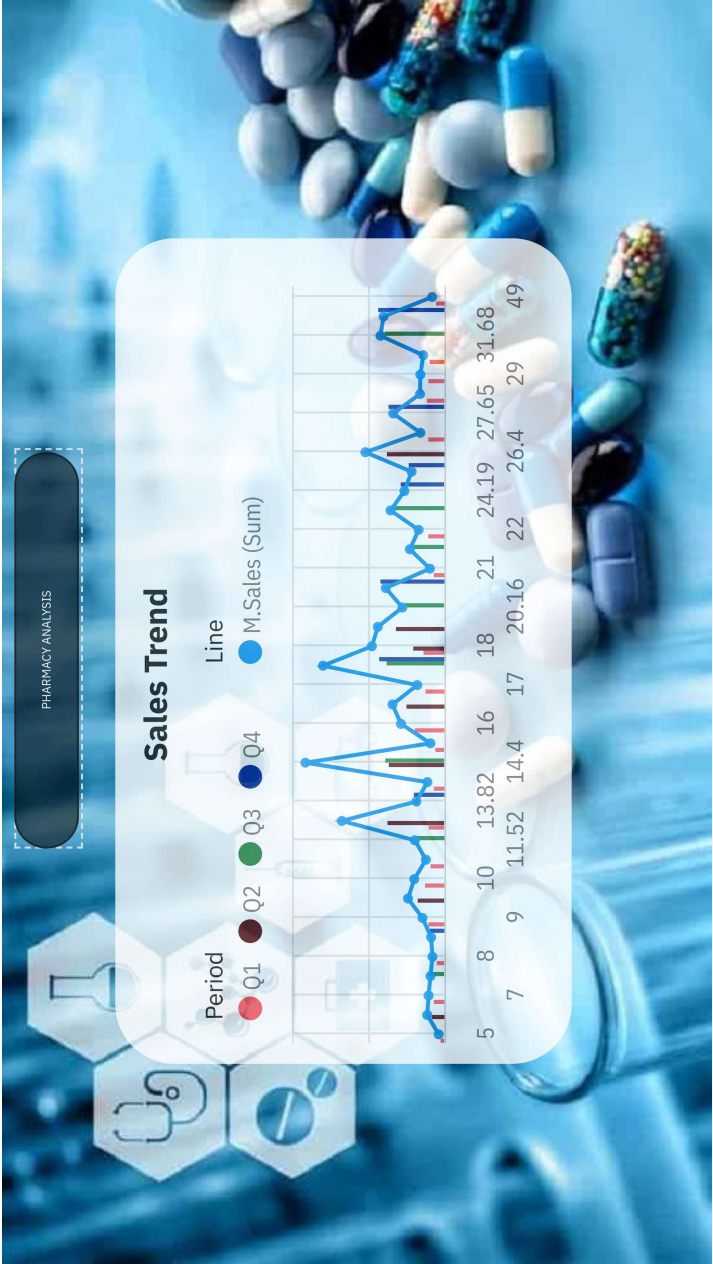 PHARMACY ANALYSIS
Sales Trend
Period
Line
Q1
Q2
Q3
Q4
M.Sales (Sum)
5
8
10
13.82
16
18
21
24.19
27.65
31.68
7
9
11.52
14.4
17
20.16
22
26.4
29
49